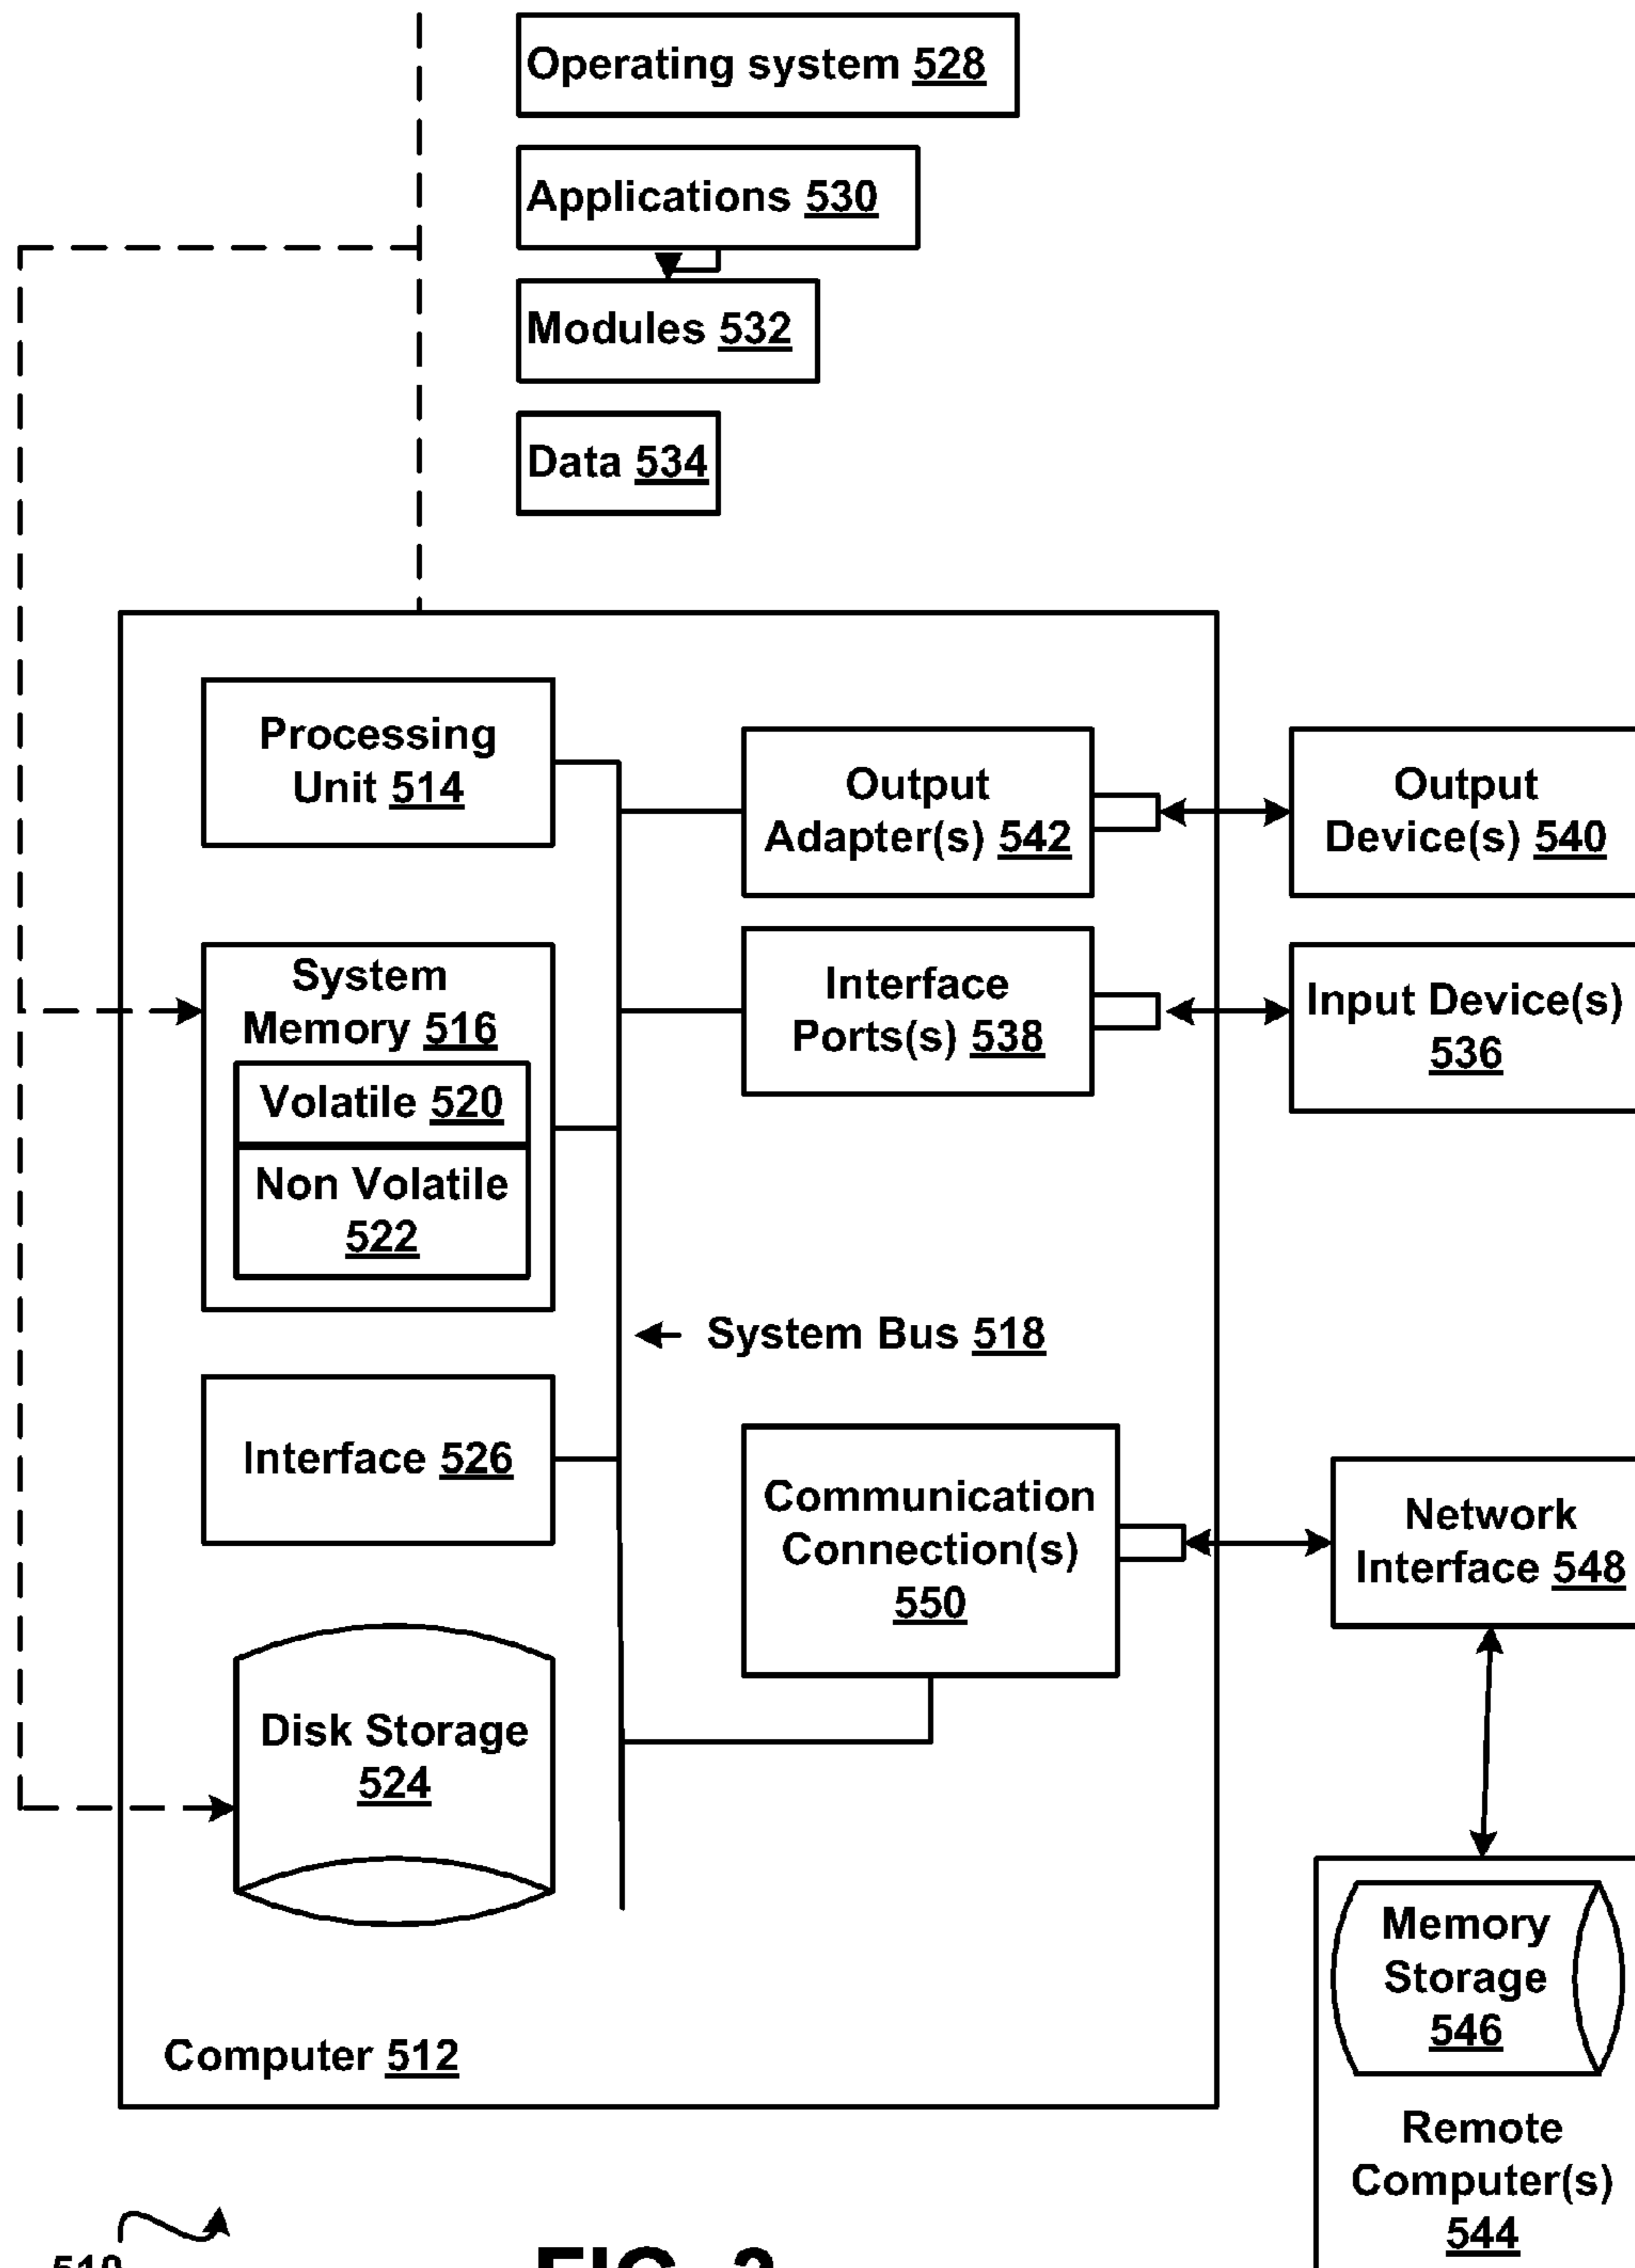 Operating system 528
Applications 530
Modules 532
Data 534
Processing
Unit 514
Output
Adapter(s) 542
Output
Device(s) 540
System
Memory 516
Volatile 520
Non Volatile
522
Interface
Ports(s) 538
Input Device(s)
536
System Bus 518
Interface 526
Communication
Connection(s)
550
Network
Interface 548
Disk Storage
524
Memory
Storage
546
Computer 512
Remote
Computer(s)
544